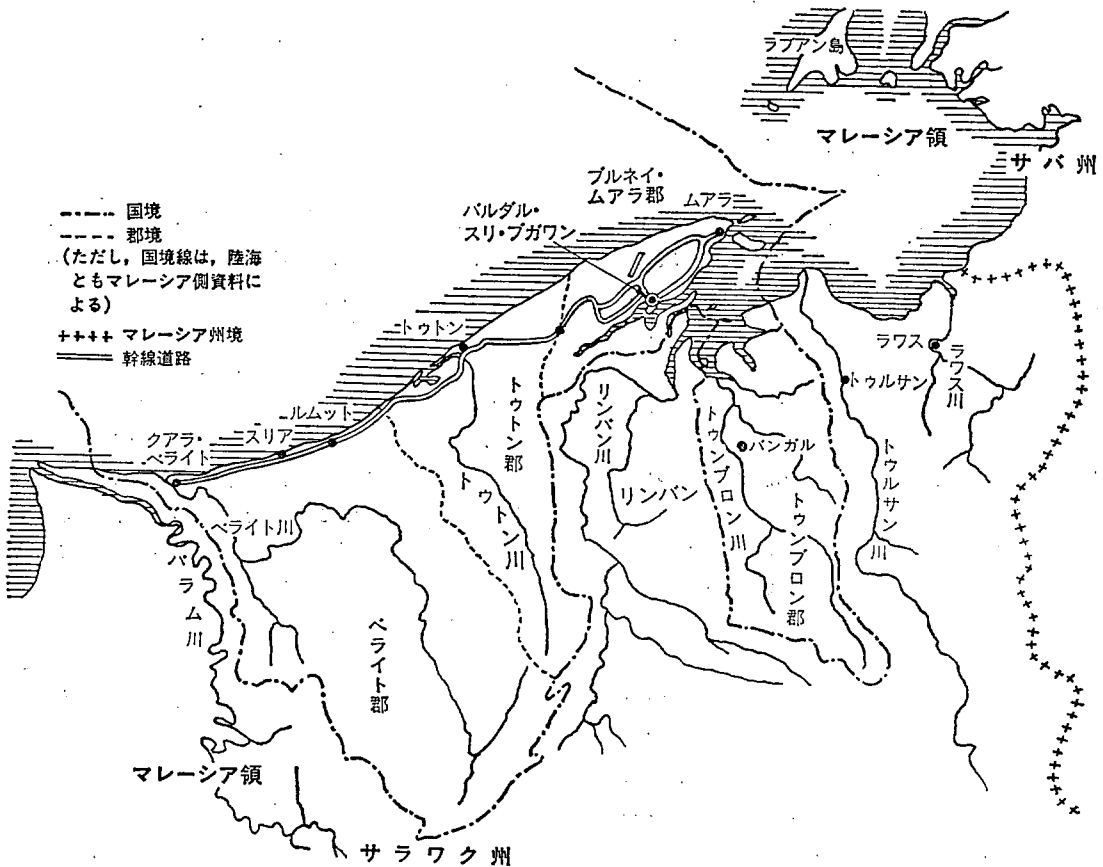 ラブアン島
マレーシア領
サバ州
ブルネイ・
ムアラ郡
ムアラ
バルダル・
スリ・ブガワン
国境
郡境
(ただし，国境線は，陸海
ともマレーシア側資料に
よる)
++++ マレーシア州境
幹線道路
トゥトン
ラワス
ラワス川
トゥルサン
ルムット
スリア
クアラ・
ベライト
トゥトン郡
リンバン川
トゥンブロン川
バンガル
トゥルサン川
トゥトン川
リンバン
トゥンブロン郡
ベライト川
バラム川
ベライト郡
マレーシア領
サラワク州